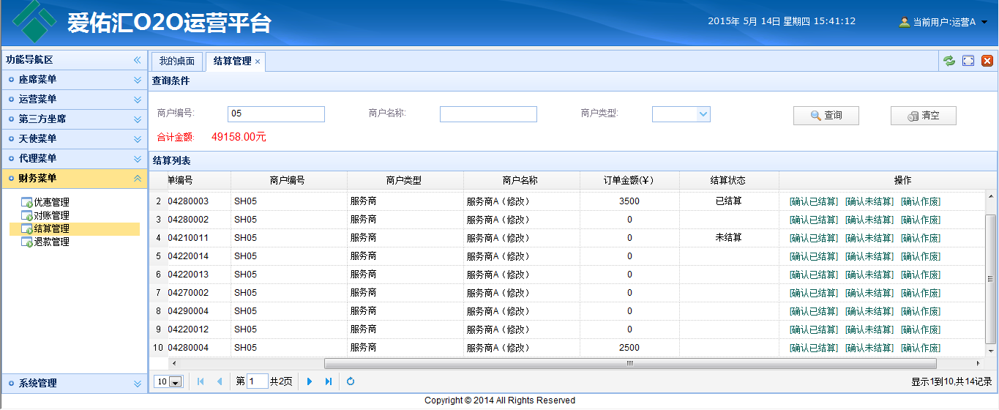 爱佑汇O2O运营平台
2015年 5月 14日 星期四 15:41:12
当前用户:运营A
功能导航区
座席菜单
运营菜单
第三方坐席
天使菜单
代理菜单
财务菜单
优惠管理
对账管理
结算管理
退款管理
系统管理
我的桌面 结算管理
查询条件
商户编号: 05 商户名称: 商户类型: 查询 清空
合计金额: 49158.00元
结算列表
单编号 商户编号 商户类型 商户名称 订单金额(¥) 结算状态 操作
2 04280003 SH05 服务商 服务商A（修改） 3500 已结算 [确认已结算] [确认未结算] [确认作废]
3 04280002 SH05 服务商 服务商A（修改） 0 [确认已结算] [确认未结算] [确认作废]
4 04210011 SH05 服务商 服务商A（修改） 0 未结算 [确认已结算] [确认未结算] [确认作废]
5 04220014 SH05 服务商 服务商A（修改） 0 [确认已结算] [确认未结算] [确认作废]
6 04220013 SH05 服务商 服务商A（修改） 0 [确认已结算] [确认未结算] [确认作废]
7 04270002 SH05 服务商 服务商A（修改） 0 [确认已结算] [确认未结算] [确认作废]
8 04290004 SH05 服务商 服务商A（修改） 0 [确认已结算] [确认未结算] [确认作废]
9 04220012 SH05 服务商 服务商A（修改） 0 [确认已结算] [确认未结算] [确认作废]
10 04280004 SH05 服务商 服务商A（修改） 2500 [确认已结算] [确认未结算] [确认作废]
10 第 1 共2页 显示1到10,共14记录
Copyright © 2014 All Rights Reserved